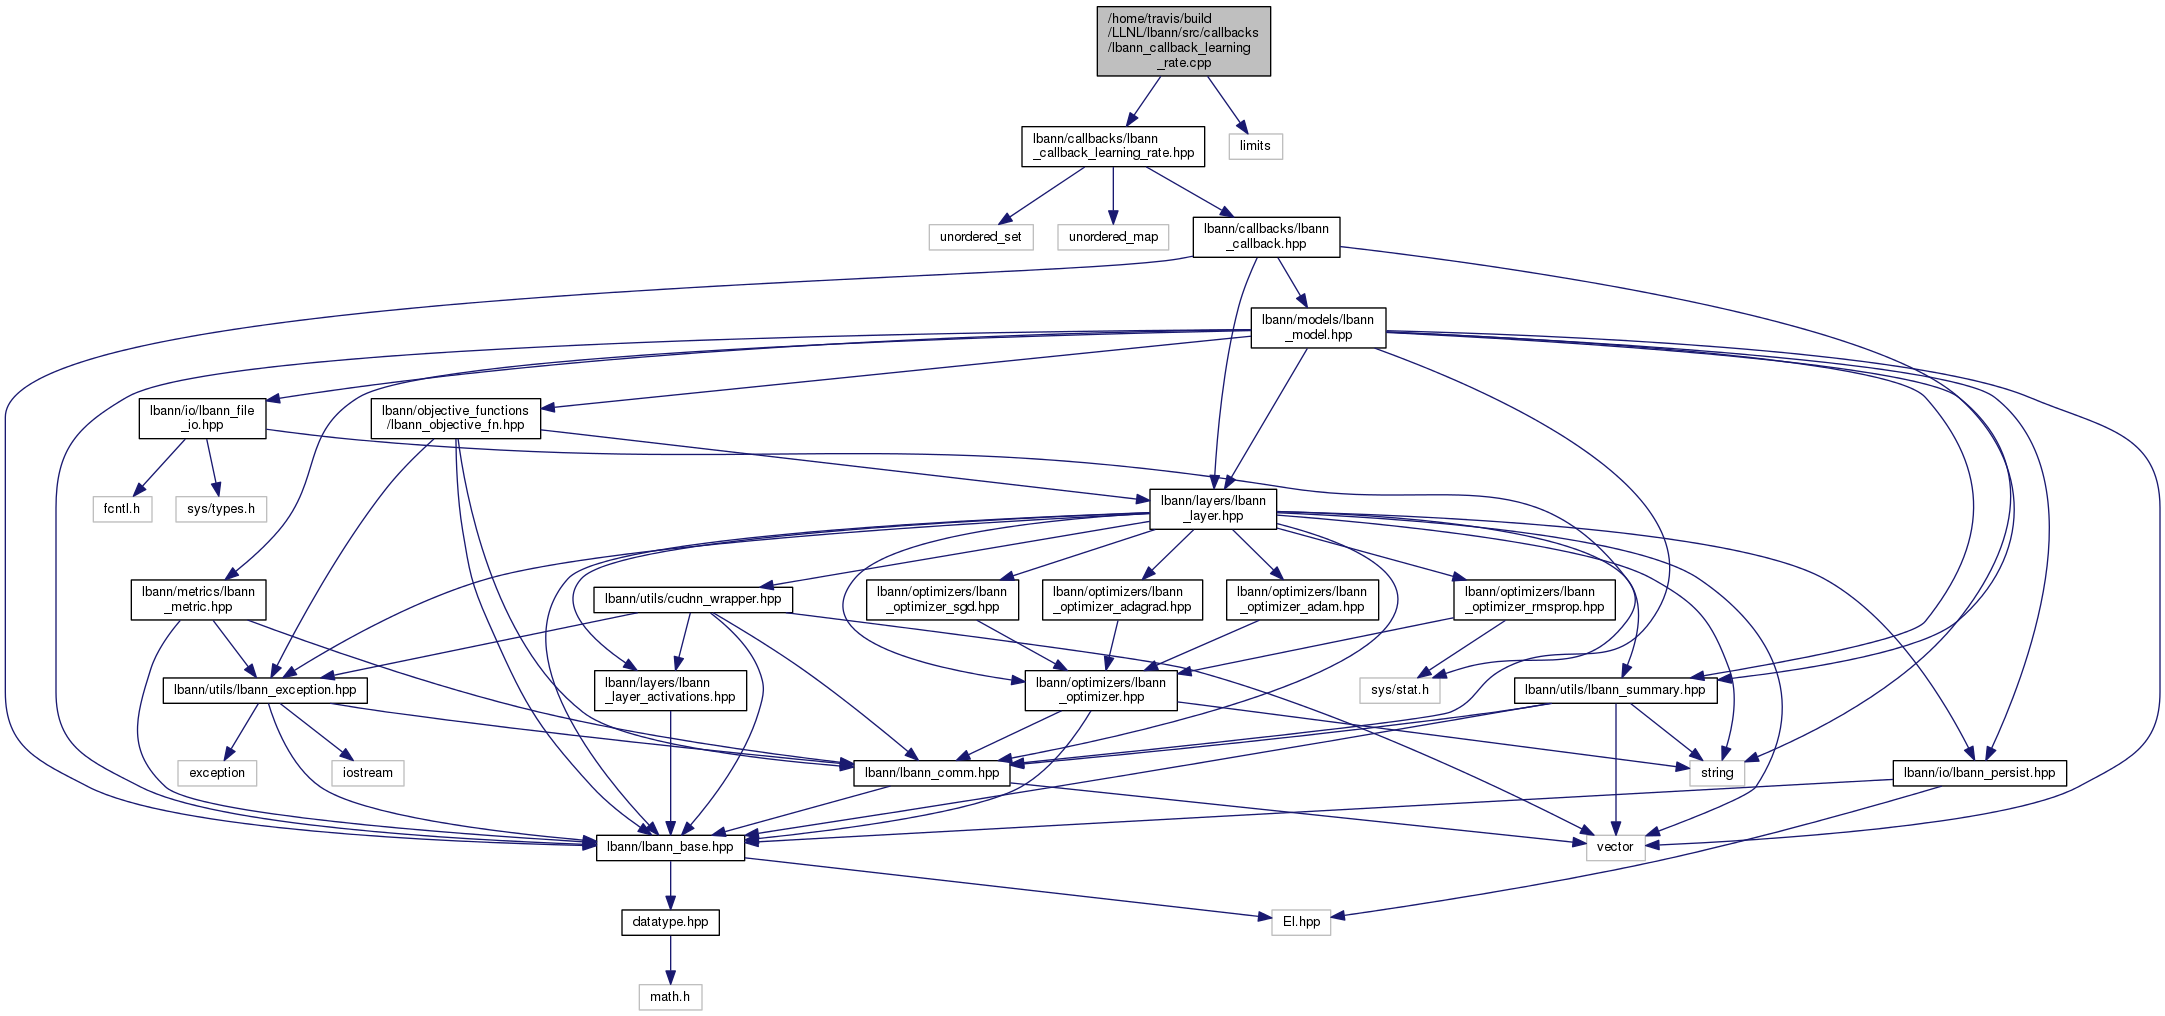 /home/travis/build
/LLNL/lbann/src/callbacks
/lbann_callback_learning
_rate.cpp
lbann/callbacks/lbann
_callback_learning_rate.hpp
limits
unordered_set
unordered_map
lbann/callbacks/lbann
_callback.hpp
lbann/models/lbann
_model.hpp
lbann/io/lbann_file
_io.hpp
lbann/objective_functions
/lbann_objective_fn.hpp
fcntl.h
sys/types.h
lbann/layers/lbann
_layer.hpp
lbann/metrics/lbann
_metric.hpp
lbann/utils/cudnn_wrapper.hpp
lbann/optimizers/lbann
_optimizer_sgd.hpp
lbann/optimizers/lbann
_optimizer_adagrad.hpp
lbann/optimizers/lbann
_optimizer_adam.hpp
lbann/optimizers/lbann
_optimizer_rmsprop.hpp
lbann/utils/lbann_exception.hpp
lbann/layers/lbann
_layer_activations.hpp
lbann/optimizers/lbann
_optimizer.hpp
sys/stat.h
lbann/utils/lbann_summary.hpp
exception
iostream
lbann/lbann_comm.hpp
string
lbann/io/lbann_persist.hpp
lbann/lbann_base.hpp
vector
datatype.hpp
El.hpp
math.h